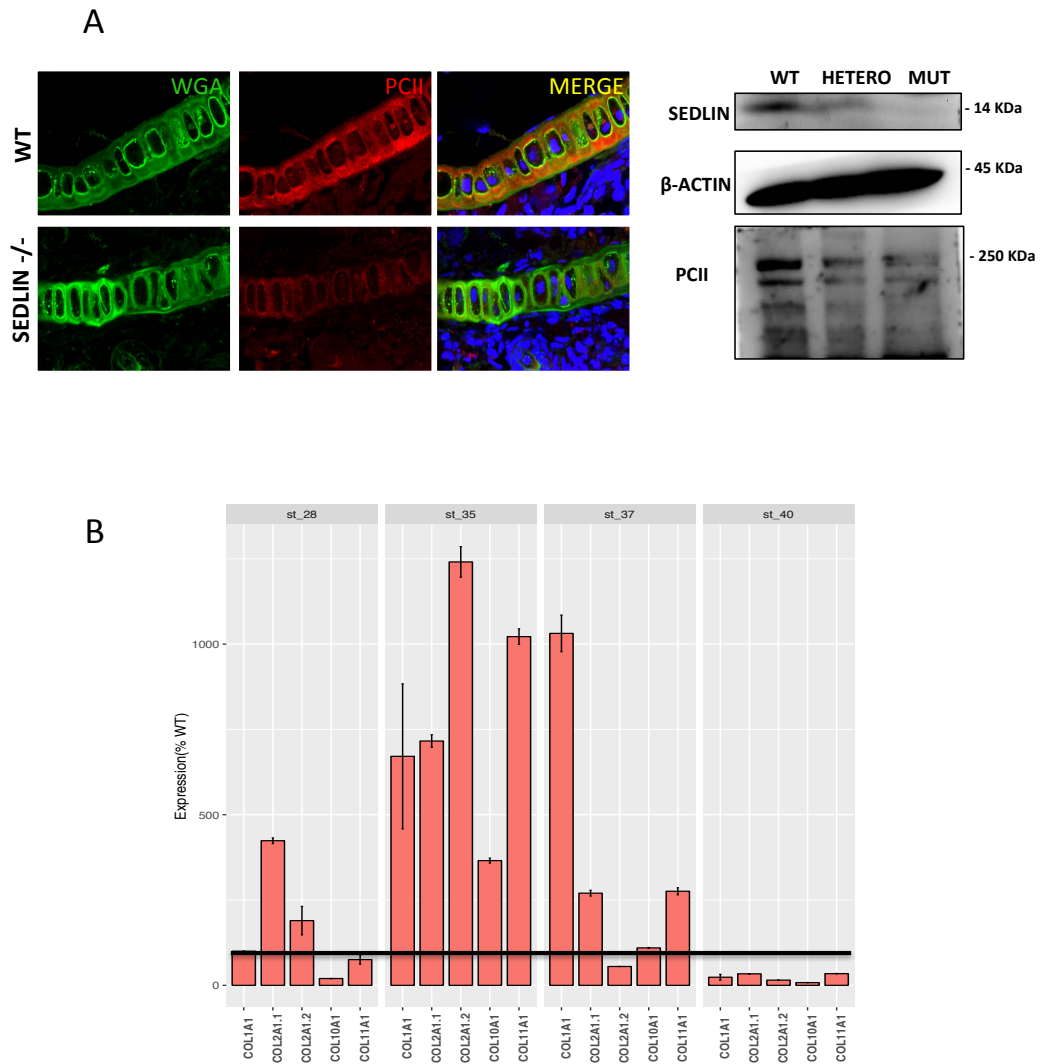 A
WGA
PCII
MERGE
WT
SEDLIN -/-
WT HETERO MUT
SEDLIN
- 14 KDa
β-ACTIN
- 45 KDa
PCII
- 250 KDa
B
st_28 st_35 st_37 st_40
Expression(% WT)
1000
500
0
COL1A1 COL2A1.1 COL2A1.2 COL10A1 COL11A1 COL1A1 COL2A1.1 COL2A1.2 COL10A1 COL11A1 COL1A1 COL2A1.1 COL2A1.2 COL10A1 COL11A1 COL1A1 COL2A1.1 COL2A1.2 COL10A1 COL11A1